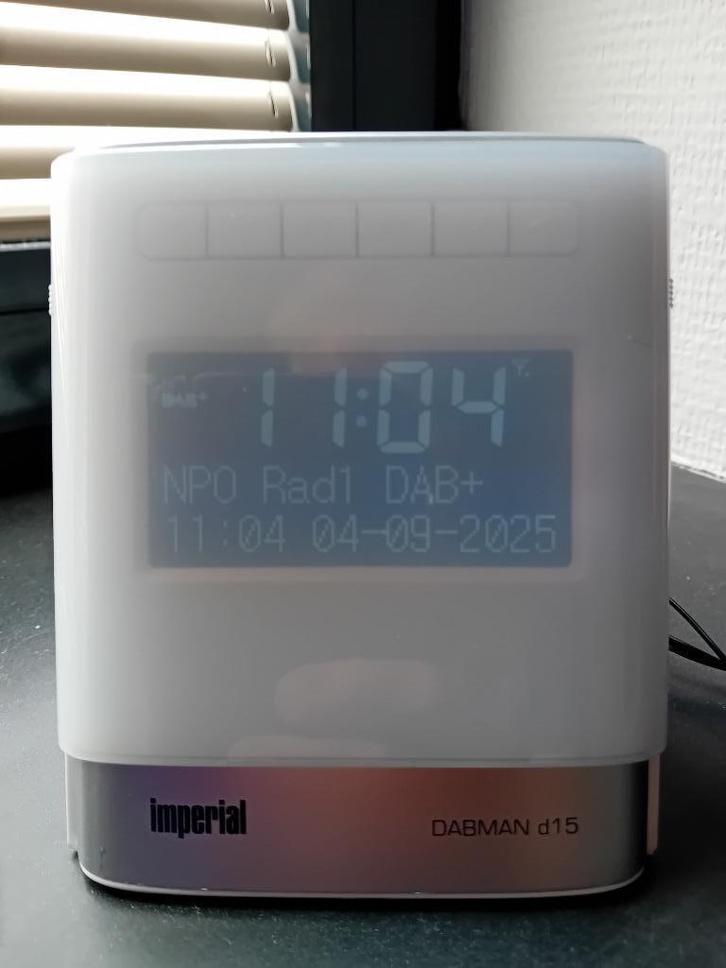 DAB+
11:04
NPO Rad1 DAB+
11:04 04-09-2025
imperial
DABMAN d15